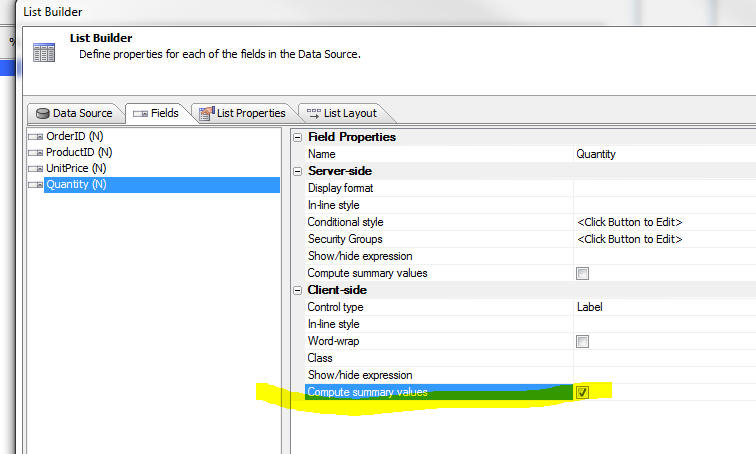 List Builder
List Builder
Define properties for each of the fields in the Data Source.
%
Data Source Fields List Properties List Layout
OrderID (N)
ProductID (N)
UnitPrice (N)
Quantity (N)
Field Properties
Name Quantity
Server-side
Display format
In-line style
Conditional style <Click Button to Edit>
Security Groups <Click Button to Edit>
Show/hide expression
Compute summary values
Client-side
Control type Label
In-line style
Word-wrap
Class
Show/hide expression
Compute summary values